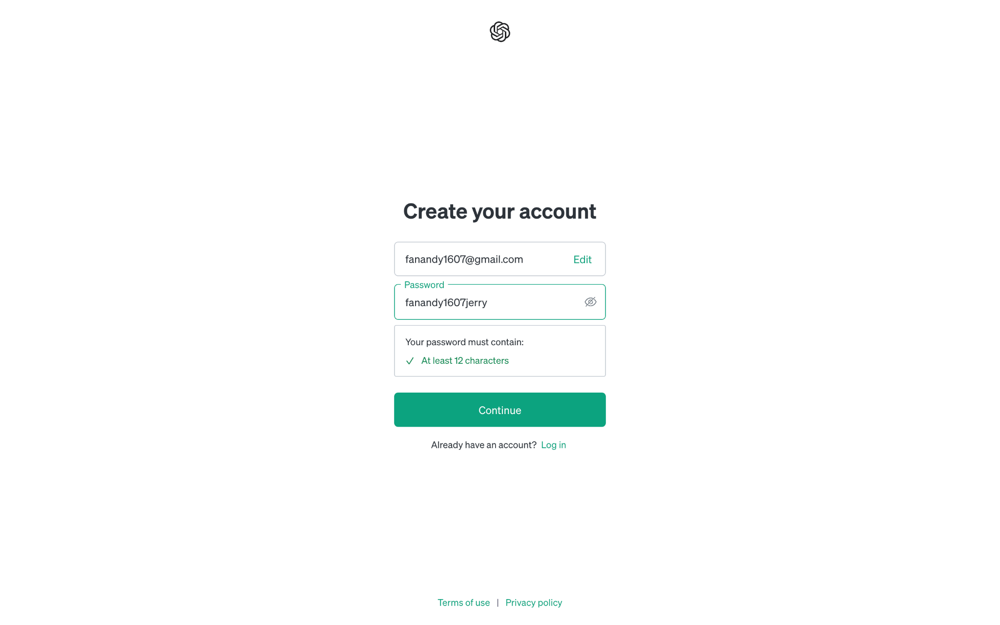 Create your account
fanandy1607@gmail.com Edit
Password
fanandy1607jerry
Your password must contain:
At least 12 characters
Continue
Already have an account? Log in
Terms of use | Privacy policy